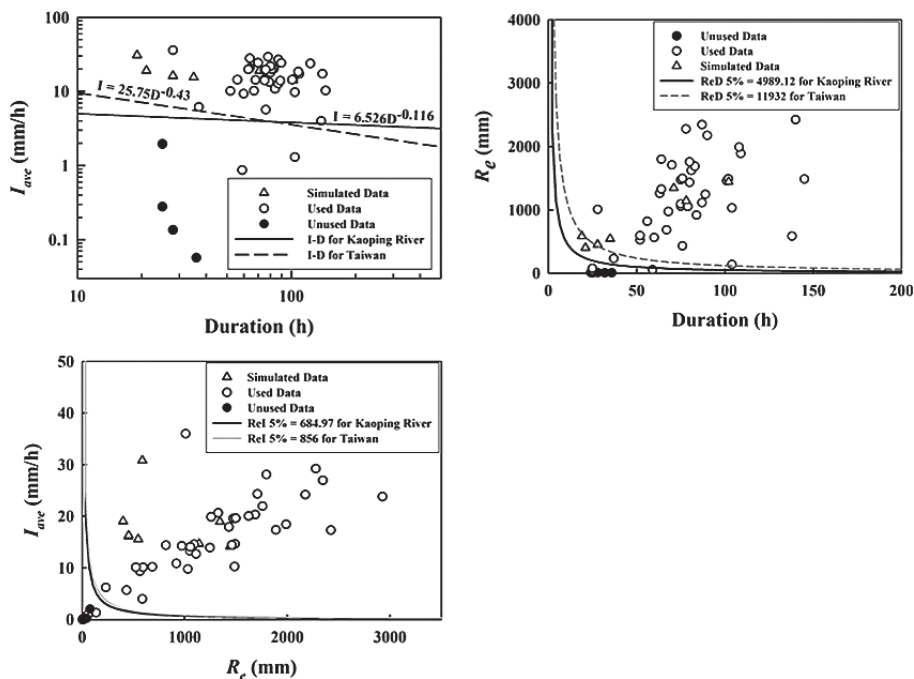 100
10
1
0.1
I = 25.75D-0.43
I = 6.526D-0.116
Simulated Data
Used Data
Unused Data
I-D for Kaoping River
I-D for Taiwan
10
100
Iave (mm/h)
Duration (h)
4000
3000
2000
1000
0
Unused Data
Used Data
Simulated Data
ReD 5% = 4989.12 for Kaoping River
ReD 5% = 11932 for Taiwan
0
50
100
150
200
Re (mm)
Duration (h)
50
40
30
20
10
0
Simulated Data
Used Data
Unused Data
ReI 5% = 684.97 for Kaoping River
ReI 5% = 856 for Taiwan
0
1000
2000
3000
Iave (mm/h)
Re (mm)